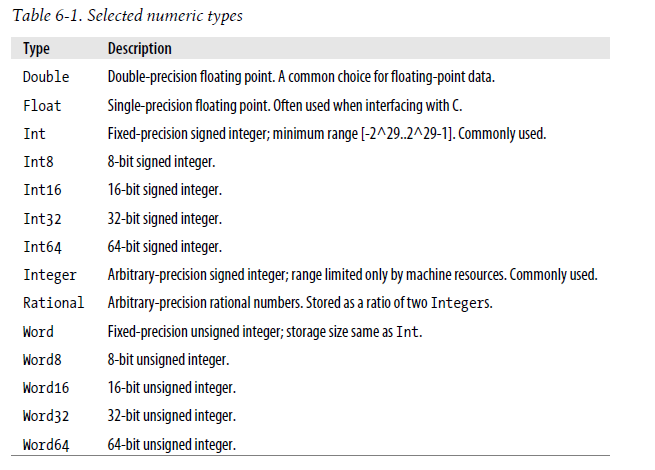 Table 6-1. Selected numeric types
Type Description
Double Double-precision floating point. A common choice for floating-point data.
Float Single-precision floating point. Often used when interfacing with C.
Int Fixed-precision signed integer; minimum range [-2^29..2^29-1]. Commonly used.
Int8 8-bit signed integer.
Int16 16-bit signed integer.
Int32 32-bit signed integer.
Int64 64-bit signed integer.
Integer Arbitrary-precision signed integer; range limited only by machine resources. Commonly used.
Rational Arbitrary-precision rational numbers. Stored as a ratio of two Integers.
Word Fixed-precision unsigned integer; storage size same as Int.
Word8 8-bit unsigned integer.
Word16 16-bit unsigned integer.
Word32 32-bit unsigned integer.
Word64 64-bit unsigned integer.